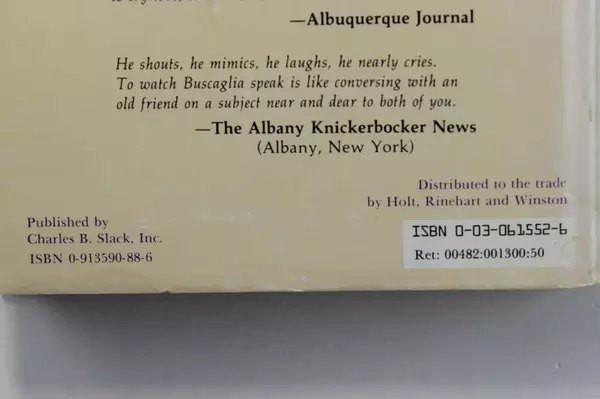 —Albuquerque Journal
He shouts, he mimics, he laughs, he nearly cries.
To watch Buscaglia speak is like conversing with an
old friend on a subject near and dear to both of you.
—The Albany Knickerbocker News
(Albany, New York)
Distributed to the trade
by Holt, Rinehart and Winston
Published by
Charles B. Slack, Inc.
ISBN 0-913590-88-6
ISBN 0-03-061552-6
Ret: 00482:001300:50